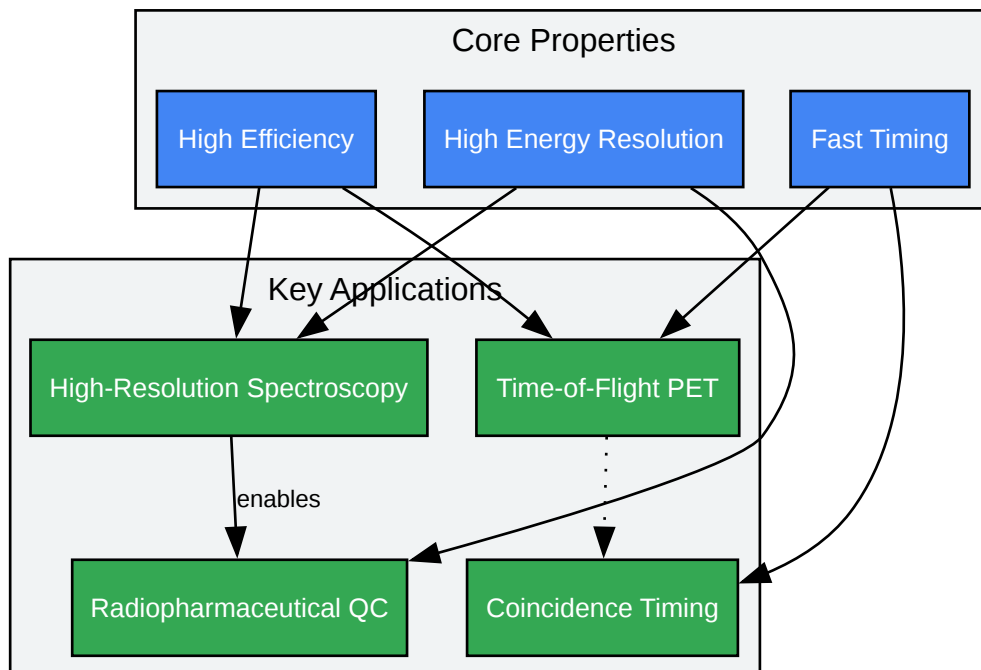 Core Properties
High Efficiency
High Energy Resolution
Fast Timing
Key Applications
High-Resolution Spectroscopy
Time-of-Flight PET
enables
Radiopharmaceutical QC
Coincidence Timing